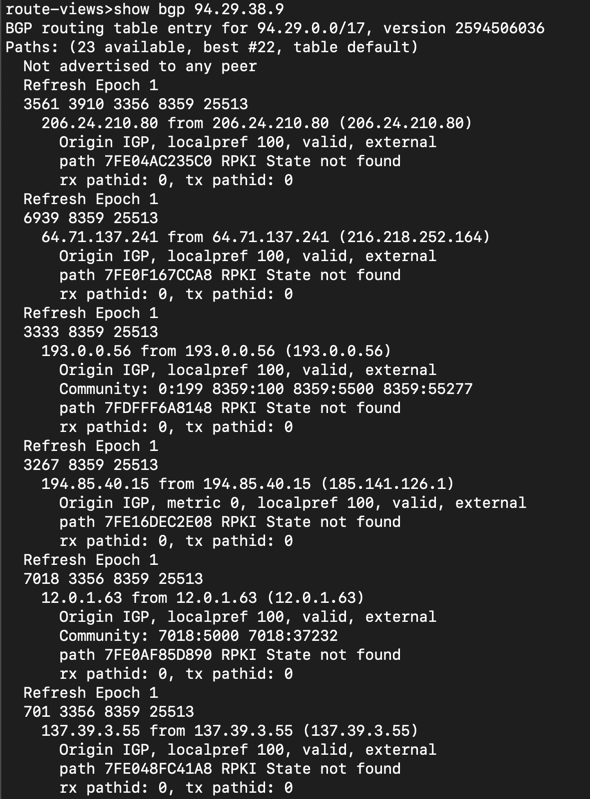 route-views>show bgp 94.29.38.9
BGP routing table entry for 94.29.0.0/17, version 2594506036
Paths: (23 available, best #22, table default)
Not advertised to any peer
Refresh Epoch 1
3561 3910 3356 8359 25513
206.24.210.80 from 206.24.210.80 (206.24.210.80)
Origin IGP, localpref 100, valid, external
path 7FE04AC235C0 RPKI State not found
rx pathid: 0, tx pathid: 0
Refresh Epoch 1
6939 8359 25513
64.71.137.241 from 64.71.137.241 (216.218.252.164)
Origin IGP, localpref 100, valid, external
path 7FE0F167CCA8 RPKI State not found
rx pathid: 0, tx pathid: 0
Refresh Epoch 1
3333 8359 25513
193.0.0.56 from 193.0.0.56 (193.0.0.56)
Origin IGP, localpref 100, valid, external
Community: 0:199 8359:100 8359:5500 8359:55277
path 7FDFFF6A8148 RPKI State not found
rx pathid: 0, tx pathid: 0
Refresh Epoch 1
3267 8359 25513
194.85.40.15 from 194.85.40.15 (185.141.126.1)
Origin IGP, metric 0, localpref 100, valid, external
path 7FE16DEC2E08 RPKI State not found
rx pathid: 0, tx pathid: 0
Refresh Epoch 1
7018 3356 8359 25513
12.0.1.63 from 12.0.1.63 (12.0.1.63)
Origin IGP, localpref 100, valid, external
Community: 7018:5000 7018:37232
path 7FE0AF85D890 RPKI State not found
rx pathid: 0, tx pathid: 0
Refresh Epoch 1
701 3356 8359 25513
137.39.3.55 from 137.39.3.55 (137.39.3.55)
Origin IGP, localpref 100, valid, external
path 7FE048FC41A8 RPKI State not found
rx pathid: 0, tx pathid: 0